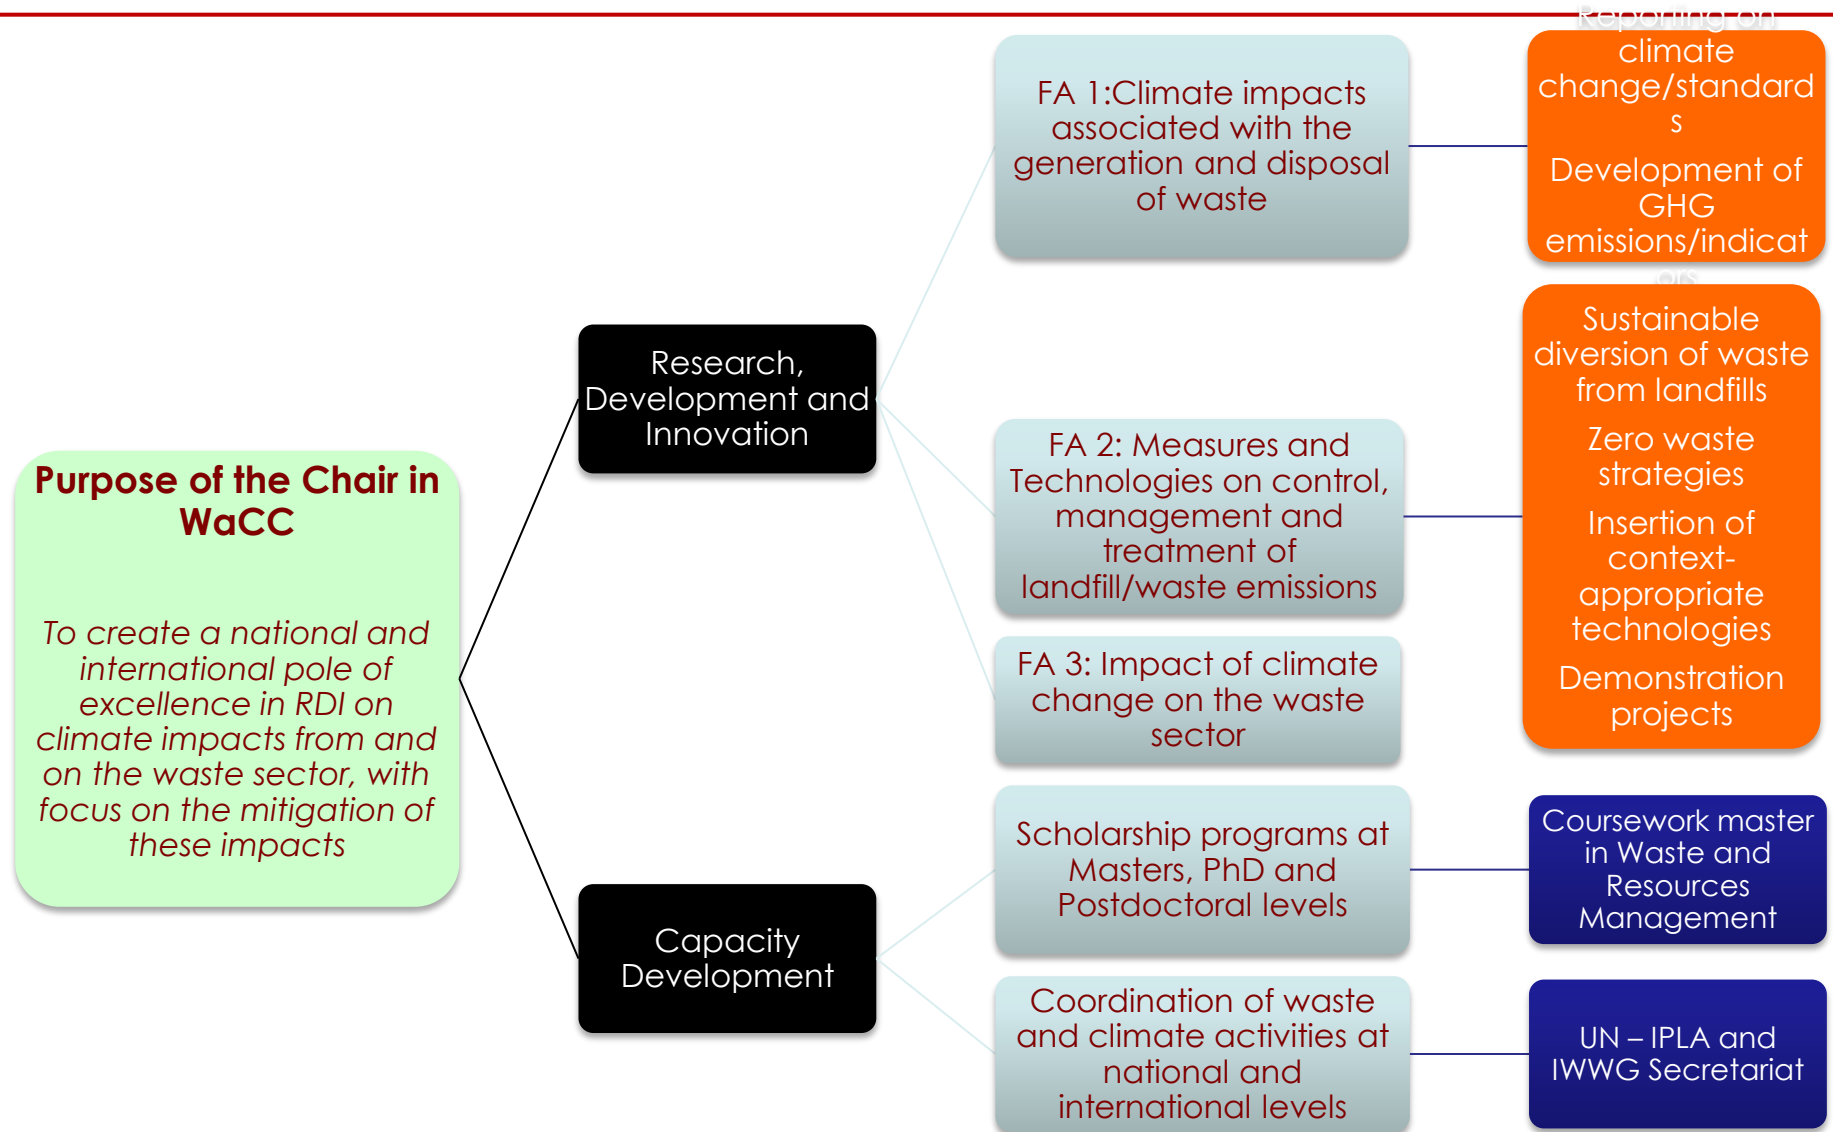 Purpose of the Chair in
WaCC
To create a national and
international pole of
excellence in RDI on
climate impacts from and
on the waste sector, with
focus on the mitigation of
these impacts
Research,
Development and
Innovation
Capacity
Development
FA 1:Climate impacts
associated with the
generation and disposal
of waste
FA 2: Measures and
Technologies on control,
management and
treatment of
landfill/waste emissions
FA 3: Impact of climate
change on the waste
sector
Scholarship programs at
Masters, PhD and
Postdoctoral levels
Coordination of waste
and climate activities at
national and
international levels
Reporting on
climate
change/standard
s
Development of
GHG
emissions/indicat
ors
Sustainable
diversion of waste
from landfills
Zero waste
strategies
Insertion of
context-
appropriate
technologies
Demonstration
projects
Coursework master
in Waste and
Resources
Management
UN – IPLA and
IWWG Secretariat